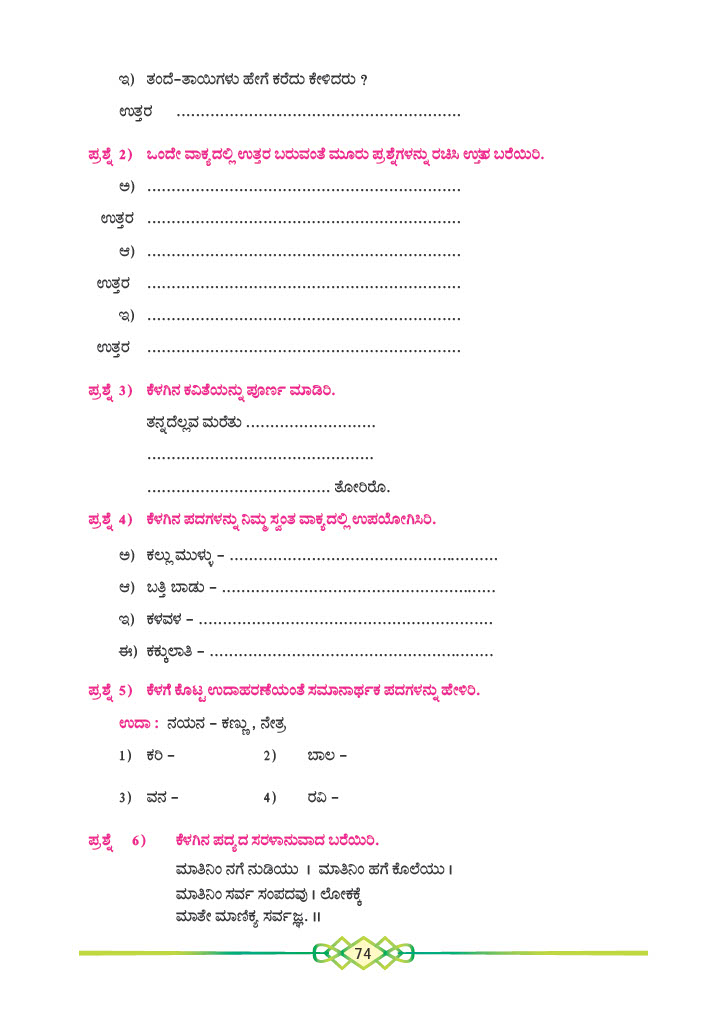 ಇ) ತಂದೆ-ತಾಯಿಗಳು ಹೇಗೆ ಕರೆದು ಕೇಳಿದರು ?
ಉತ್ತರ ...........................................................
ಪ್ರಶ್ನೆ 2) ಒಂದೇ ವಾಕ್ಯದಲ್ಲಿ ಉತ್ತರ ಬರುವಂತೆ ಮೂರು ಪ್ರಶ್ನೆಗಳನ್ನು ರಚಿಸಿ ಉತ್ತರ ಬರೆಯಿರಿ.
ಅ) .................................................................
ಉತ್ತರ .................................................................
ಆ) .................................................................
ಉತ್ತರ .................................................................
ಇ) .................................................................
ಉತ್ತರ .................................................................
ಪ್ರಶ್ನೆ 3) ಕೆಳಗಿನ ಕವಿತೆಯನ್ನು ಪೂರ್ಣ ಮಾಡಿರಿ.
ತನ್ನದೆಲ್ಲವ ಮರೆತು ...........................
...............................................
...................................... ತೋರಿರೊ.
ಪ್ರಶ್ನೆ 4) ಕೆಳಗಿನ ಪದಗಳನ್ನು ನಿಮ್ಮ ಸ್ವಂತ ವಾಕ್ಯದಲ್ಲಿ ಉಪಯೋಗಿಸಿರಿ.
ಅ) ಕಲ್ಲು ಮುಳ್ಳು - ........................................................
ಆ) ಬತ್ತಿ ಬಾಡು - .........................................................
ಇ) ಕಳವಳ - .............................................................
ಈ) ಕಕ್ಕುಲಾತಿ - ...........................................................
ಪ್ರಶ್ನೆ 5) ಕೆಳಗೆ ಕೊಟ್ಟ ಉದಾಹರಣೆಯಂತೆ ಸಮಾನಾರ್ಥಕ ಪದಗಳನ್ನು ಹೇಳಿರಿ.
ಉದಾ : ನಯನ - ಕಣ್ಣು , ನೇತ್ರ
1) ಕರಿ - 2) ಬಾಲ -
3) ವನ - 4) ರವಿ -
ಪ್ರಶ್ನೆ 6) ಕೆಳಗಿನ ಪದ್ಯದ ಸರಳಾನುವಾದ ಬರೆಯಿರಿ.
ಮಾತಿನಿಂ ನಗೆ ನುಡಿಯು । ಮಾತಿನಿಂ ಹಗೆ ಕೊಲೆಯು ।
ಮಾತಿನಿಂ ಸರ್ವ ಸಂಪದವು । ಲೋಕಕ್ಕೆ
ಮಾತೇ ಮಾಣಿಕ್ಯ ಸರ್ವಜ್ಞ. ॥
74